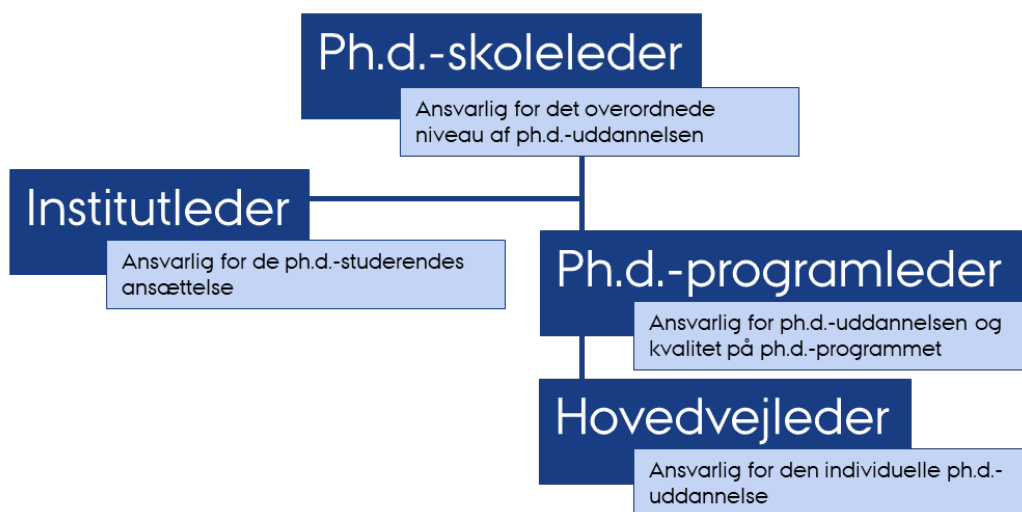 Ph.d.-skoleleder
Ansvarlig for det overordnede
niveau af ph.d.-uddannelsen
Institutleder
Ansvarlig for de ph.d.-studerendes
ansættelse
Ph.d.-programleder
Ansvarlig for ph.d.-uddannelsen og
kvalitet på ph.d.-programmet
Hovedvejleder
Ansvarlig for den individuelle ph.d.-
uddannelse